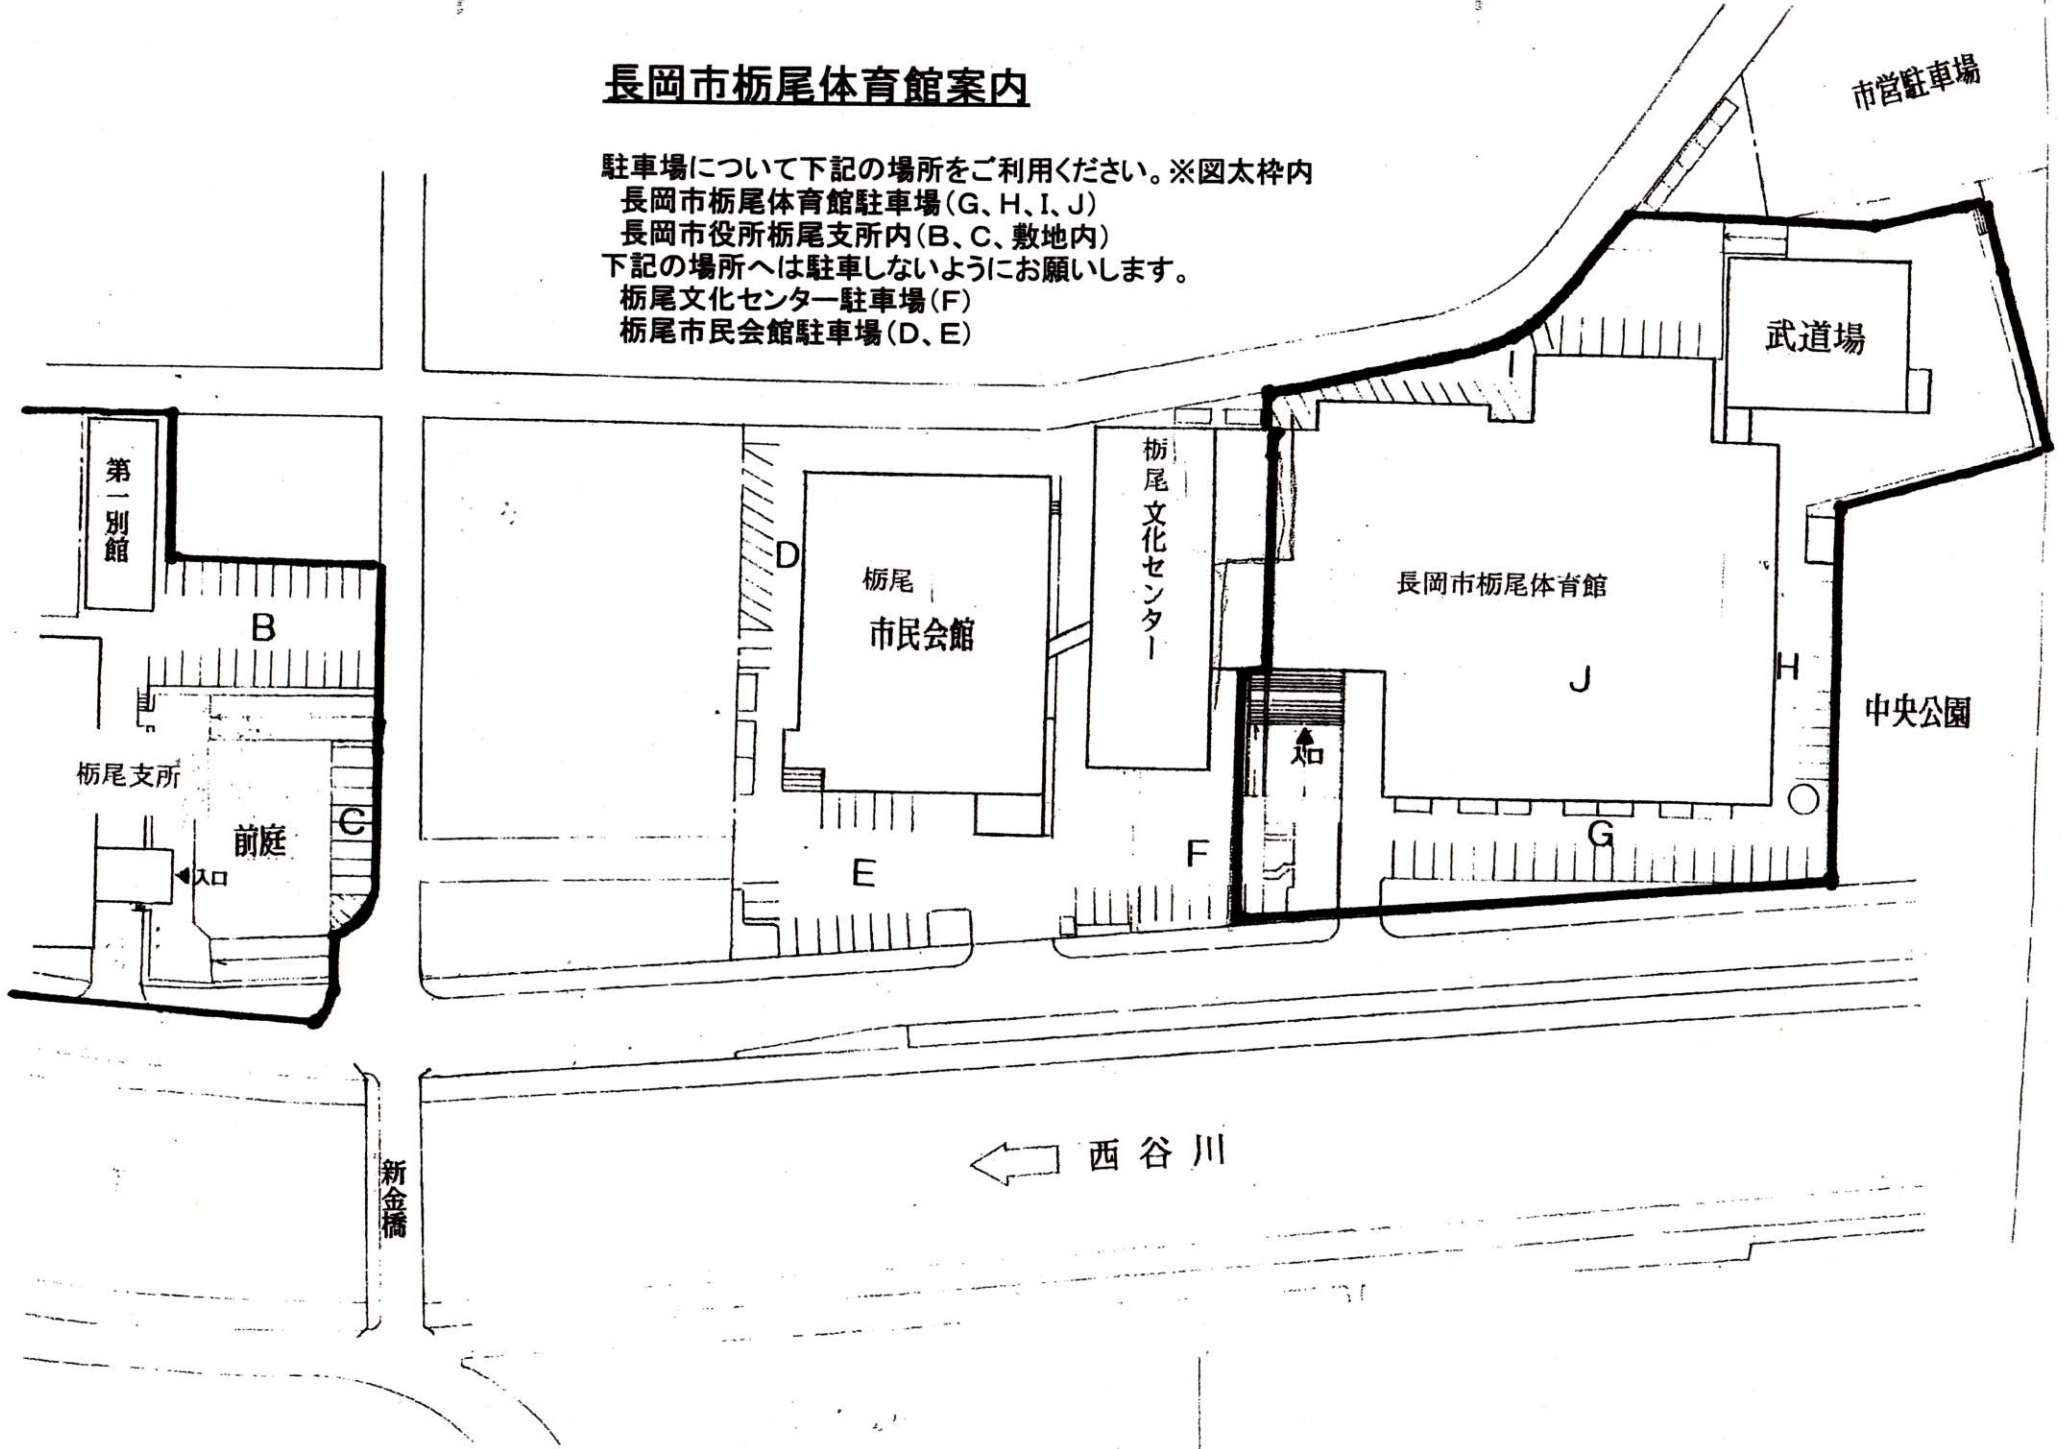 長岡市栃尾体育館案内
駐車場について下記の場所をご利用ください。※図太枠内
長岡市栃尾体育館駐車場(G、H、I、J)
長岡市役所栃尾支所内(B、C、敷地内)
下記の場所へは駐車しないようにお願いします。
栃尾文化センター駐車場(F)
栃尾市民会館駐車場(D、E)
市営駐車場
武道場
I
第一別館
B
栃尾支所
前庭
C
入口
D
栃尾
市民会館
E
栃尾文化センター
F
入口
長岡市栃尾体育館
J
H
G
中央公園
西谷川
新金橋